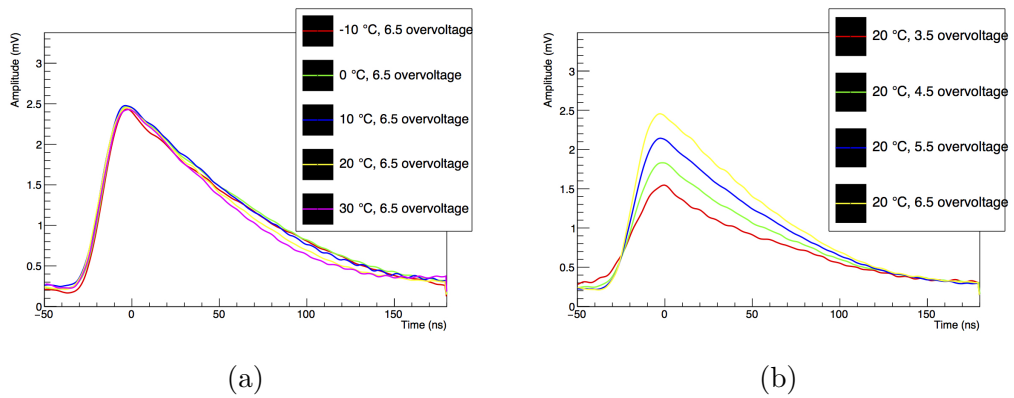 Amplitude (mV)
3
2.5
2
1.5
1
0.5
0
−50
0
50
100
150
Time (ns)
-10 °C, 6.5 overvoltage
0 °C, 6.5 overvoltage
10 °C, 6.5 overvoltage
20 °C, 6.5 overvoltage
30 °C, 6.5 overvoltage
(a)
Amplitude (mV)
3
2.5
2
1.5
1
0.5
0
−50
0
50
100
150
Time (ns)
20 °C, 3.5 overvoltage
20 °C, 4.5 overvoltage
20 °C, 5.5 overvoltage
20 °C, 6.5 overvoltage
(b)